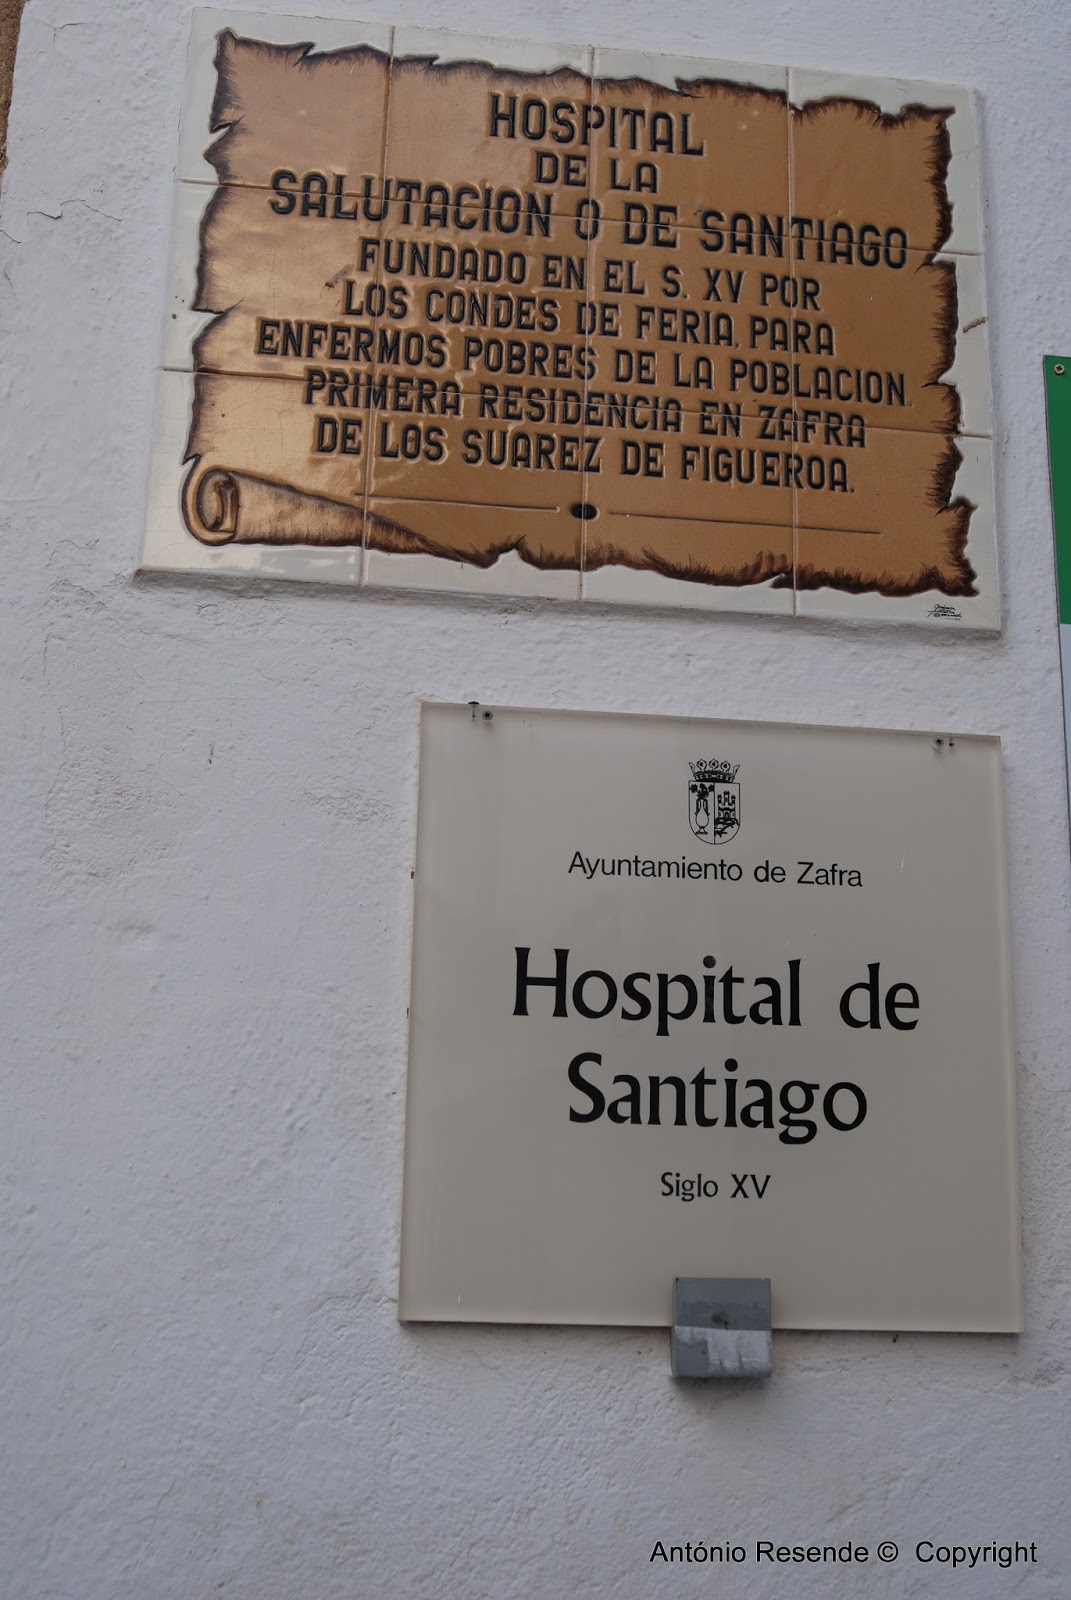 HOSPITAL
DE LA
SALUTACION O DE SANTIAGO
FUNDADO EN EL S. XV POR
LOS CONDES DE FERIA, PARA
ENFERMOS POBRES DE LA POBLACION.
PRIMERA RESIDENCIA EN ZAFRA
DE LOS SUAREZ DE FIGUEROA.
Ayuntamiento de Zafra
Hospital de
Santiago
Siglo XV
António Resende © Copyright